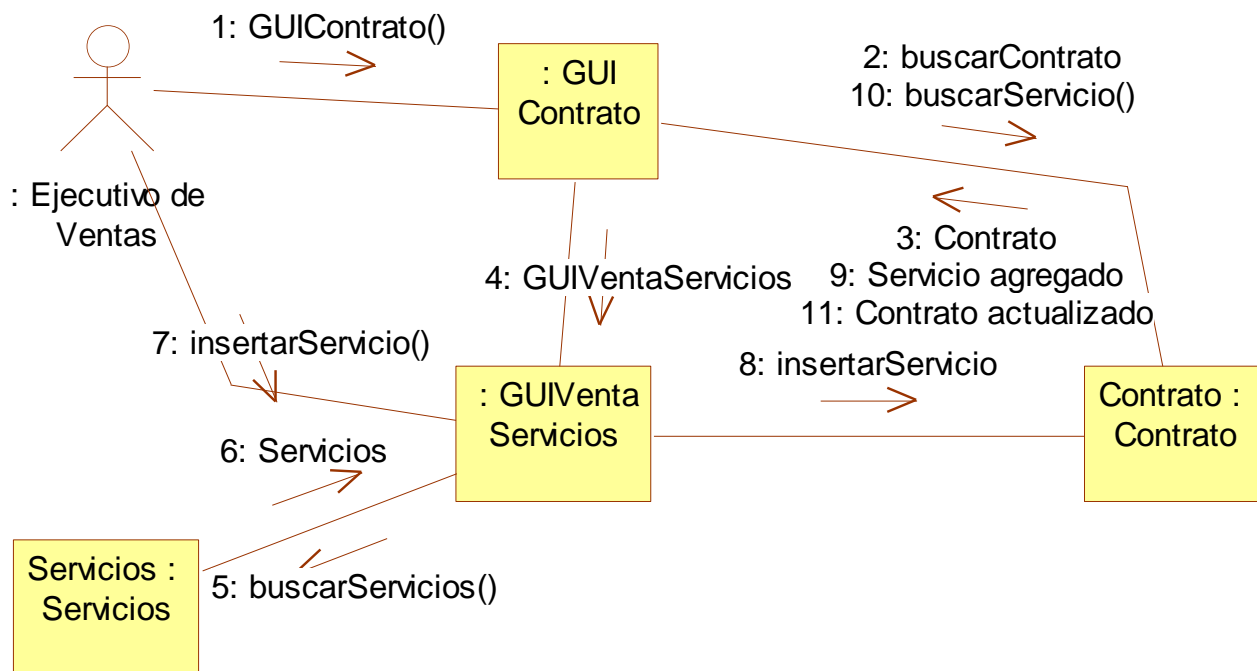 1: GUIContrato()
: GUI
Contrato
2: buscarContrato
10: buscarServicio()
: Ejecutivo de
Ventas
3: Contrato
9: Servicio agregado
11: Contrato actualizado
4: GUIVentaServicios
7: insertarServicio()
8: insertarServicio
: GUIVenta
Servicios
Contrato :
Contrato
6: Servicios
Servicios :
Servicios
5: buscarServicios()